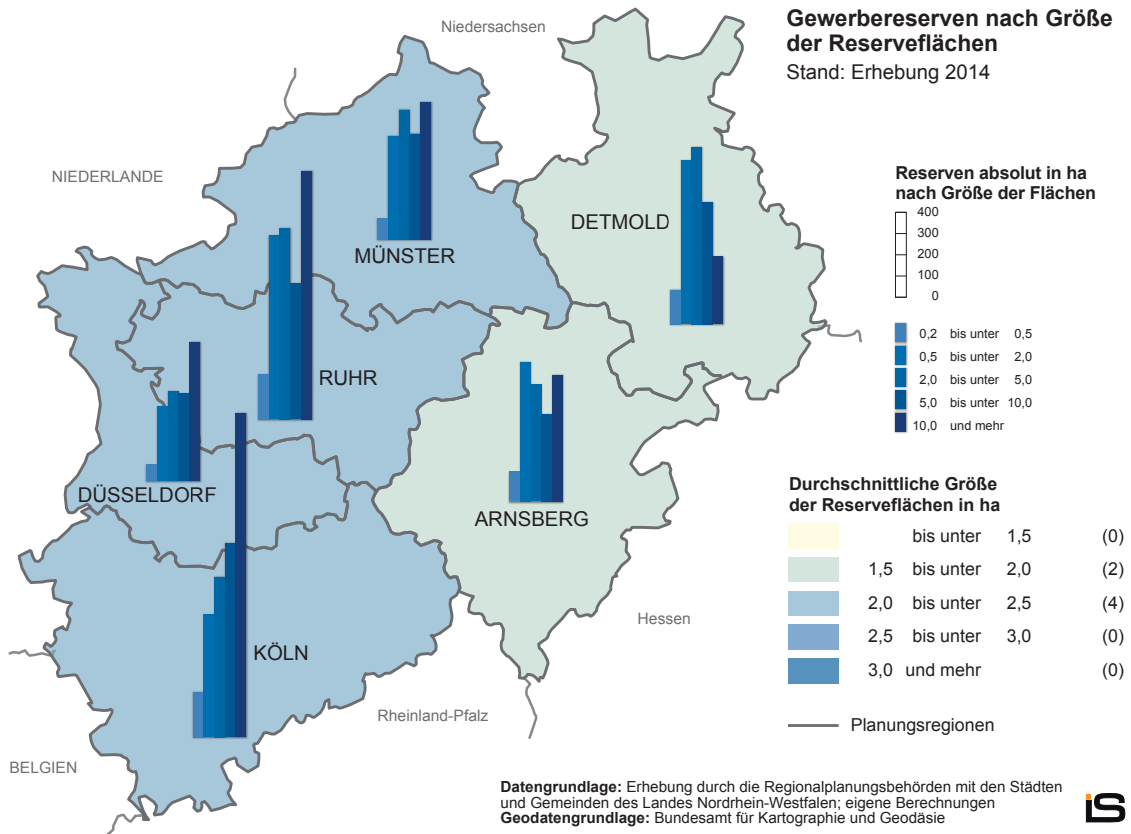 Gewerbereserven nach Größe
der Reserveflächen
Stand: Erhebung 2014
Niedersachsen
NIEDERLANDE
MÜNSTER
DETMOLD
RUHR
DÜSSELDORF
ARNSBERG
KÖLN
Hessen
Rheinland-Pfalz
BELGIEN
Reserven absolut in ha
nach Größe der Flächen
400
300
200
100
0
0,2 bis unter 0,5
0,5 bis unter 2,0
2,0 bis unter 5,0
5,0 bis unter 10,0
10,0 und mehr
Durchschnittliche Größe
der Reserveflächen in ha
bis unter 1,5 (0)
1,5 bis unter 2,0 (2)
2,0 bis unter 2,5 (4)
2,5 bis unter 3,0 (0)
3,0 und mehr (0)
Planungsregionen
Datengrundlage: Erhebung durch die Regionalplanungsbehörden mit den Städten
und Gemeinden des Landes Nordrhein-Westfalen; eigene Berechnungen
Geodatengrundlage: Bundesamt für Kartographie und Geodäsie
iS